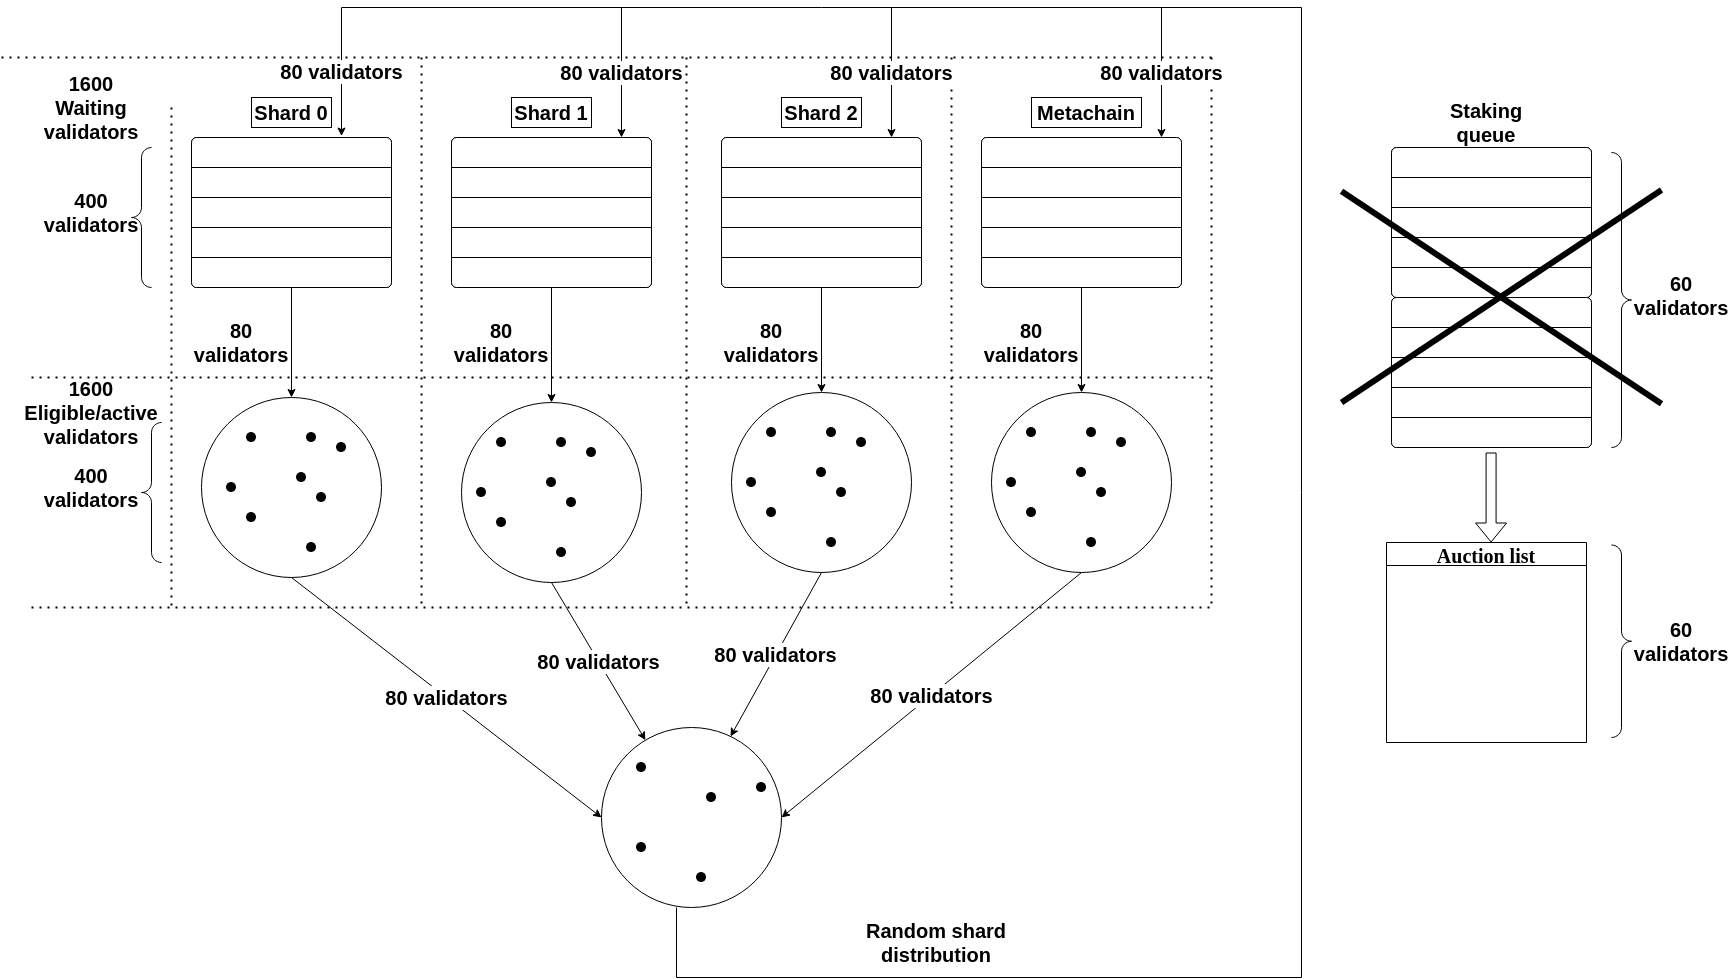 80 validators
80 validators
80 validators
80 validators
1600
Waiting
validators
Shard 0
Shard 1
Shard 2
Metachain
Staking
queue
400
validators
60
validators
80
validators
80
validators
80
validators
80
validators
1600
Eligible/active
validators
400
validators
Auction list
60
validators
80 validators
80 validators
80 validators
80 validators
Random shard
distribution